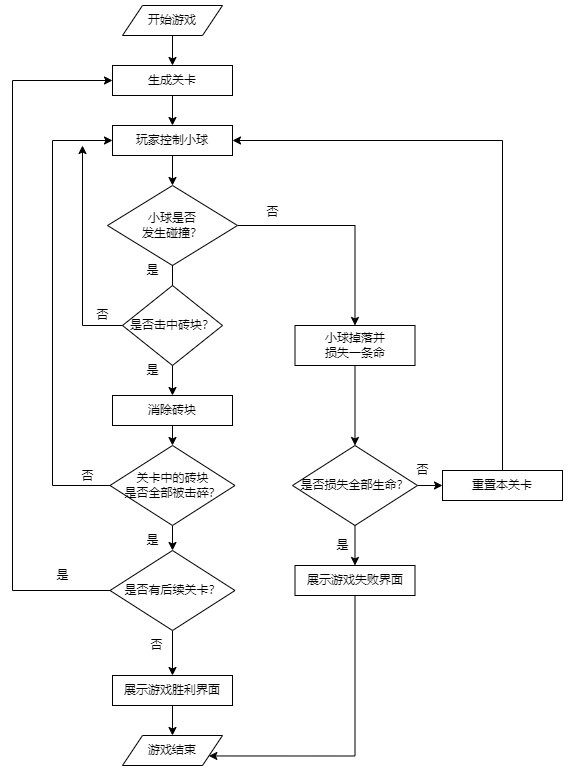 开始游戏
生成关卡
玩家控制小球
小球是否
发生碰撞?
否
是
是否击中砖块?
否
是
小球掉落并
损失一条命
消除砖块
关卡中的砖块
是否全部被击碎?
否
是
是否损失全部生命?
否
重置本关卡
是
是否有后续关卡?
是
否
展示游戏失败界面
展示游戏胜利界面
游戏结束